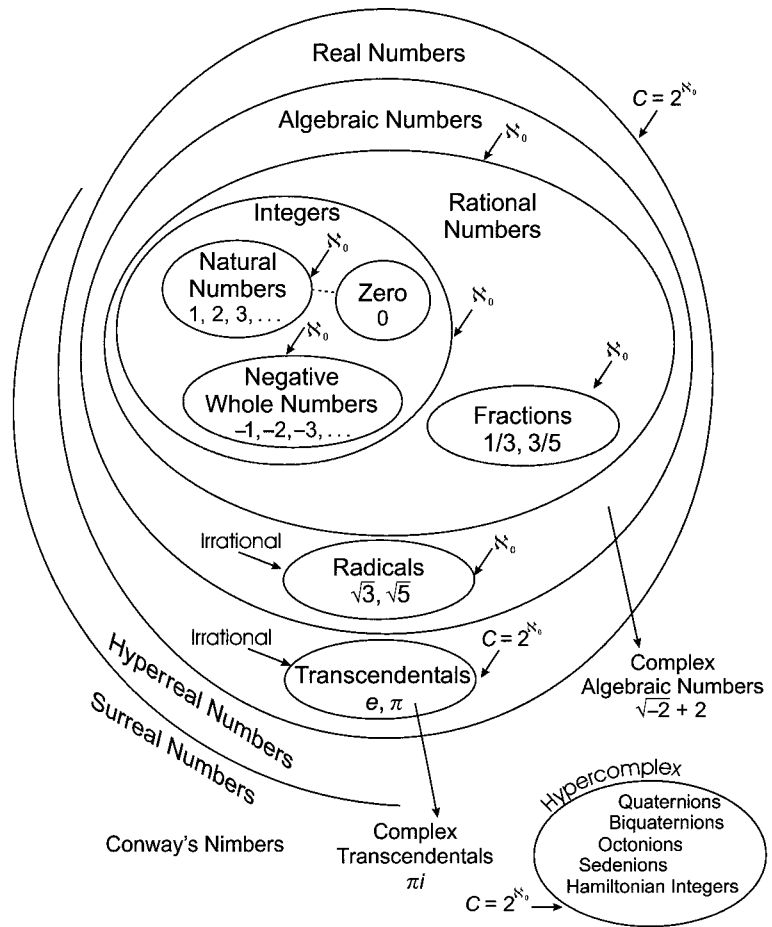 Real Numbers
C = 2^ℵ₀
Algebraic Numbers
ℵ₀
Integers
Rational
Numbers
ℵ₀
Natural
Numbers
1, 2, 3, . . .
Zero
0
ℵ₀
ℵ₀
Negative
Whole Numbers
–1, –2, –3, . . .
ℵ₀
Fractions
1/3, 3/5
Irrational
ℵ₀
Radicals
√3, √5
Irrational
C = 2^ℵ₀
Transcendentals
e, π
Complex
Algebraic Numbers
√–2 + 2
Hyperreal Numbers
Surreal Numbers
Conway's Nimbers
Complex
Transcendentals
πi
Hypercomplex
Quaternions
Biquaternions
Octonions
Sedenions
Hamiltonian Integers
C = 2^ℵ₀